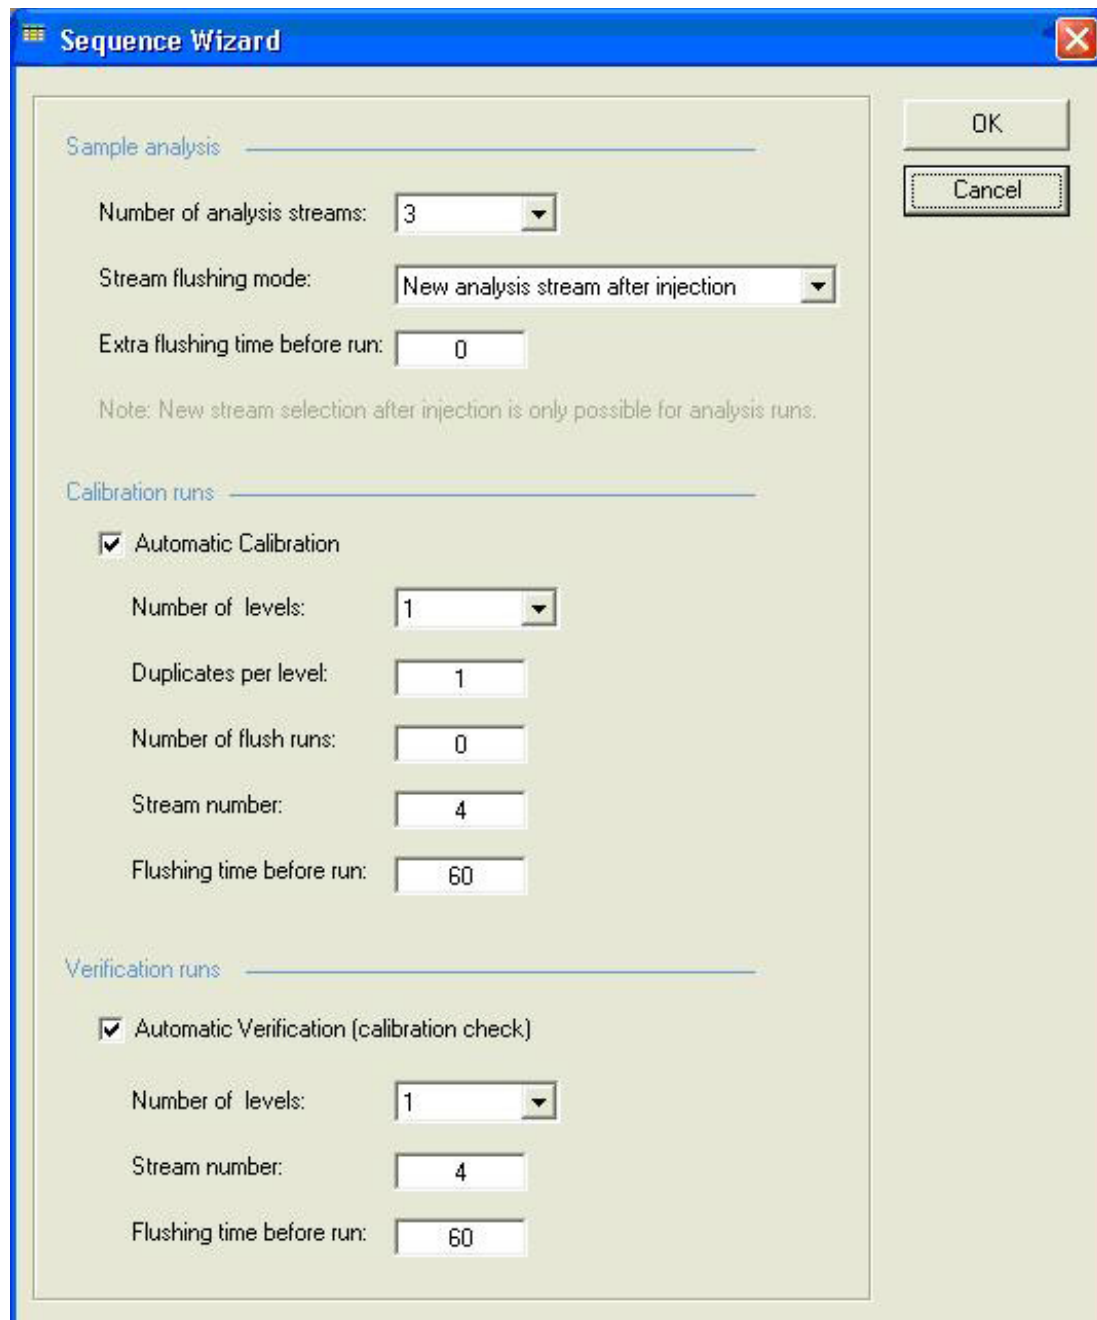 Sequence Wizard
OK
Cancel
Sample analysis
Number of analysis streams: 3
Stream flushing mode: New analysis stream after injection
Extra flushing time before run: 0
Note: New stream selection after injection is only possible for analysis runs.
Calibration runs
Automatic Calibration
Number of levels: 1
Duplicates per level: 1
Number of flush runs: 0
Stream number: 4
Flushing time before run: 60
Verification runs
Automatic Verification (calibration check)
Number of levels: 1
Stream number: 4
Flushing time before run: 60